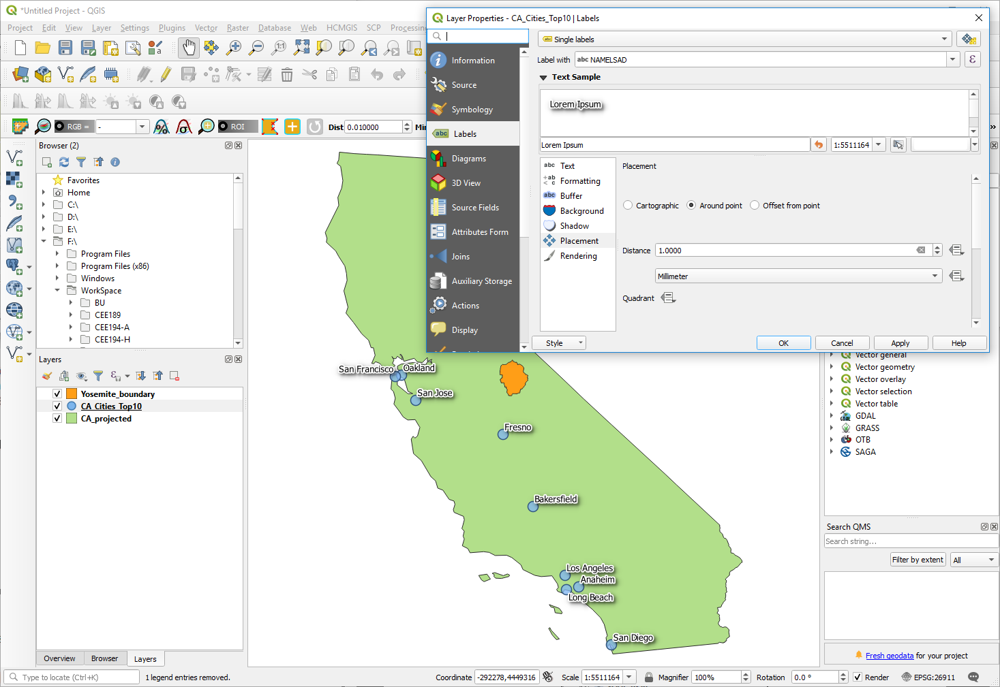 *Untitled Project - QGIS
Project Edit View Layer Settings Plugins Vector Raster Database Web HCMGIS SCP Processing
RGB = - ROI Dist 0.010000
Browser (2)
Favorites
Home
C:\
D:\
E:\
F:\
Program Files
Program Files (x86)
Windows
WorkSpace
BU
CEE189
CEE194-A
CEE194-H
Layers
Yosemite_boundary
CA_Cities_Top10
CA_projected
Overview Browser Layers
San Francisco
Oakland
San Jose
Fresno
Bakersfield
Los Angeles
Anaheim
Long Beach
San Diego
Layer Properties - CA_Cities_Top10 | Labels
Information
Source
Symbology
abc Labels
Diagrams
3D View
Source Fields
Attributes Form
Joins
Auxiliary Storage
Actions
Display
abc Single labels
Label with abc NAMELSAD ε
Text Sample
Lorem Ipsum
Lorem Ipsum 1:5511164
abc Text
+ab < c Formatting
abc Buffer
Background
Shadow
Placement
Rendering
Placement
Cartographic Around point Offset from point
Distance 1.0000
Millimeter
Quadrant
Style OK Cancel Apply Help
Vector general
Vector geometry
Vector overlay
Vector selection
Vector table
GDAL GDAL
GRASS
OTB
SAGA
Search QMS
Search string...
Filter by extent All
Fresh geodata for your project
Type to locate (Ctrl+K) 1 legend entries removed. Coordinate -292278,4449316 Scale 1:5511164 Magnifier 100% Rotation 0.0 ° Render EPSG:26911